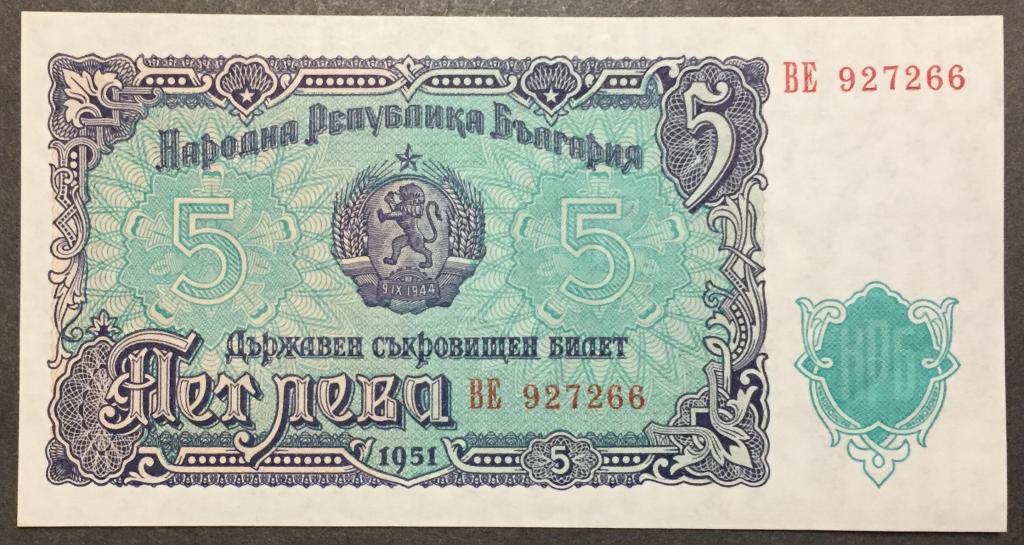 ВЕ 927266
5
Народна Република България
5 5
9·IX·1944
Държавен съкровищен билет
Пет лева ВЕ 927266
1951 5
НРБ